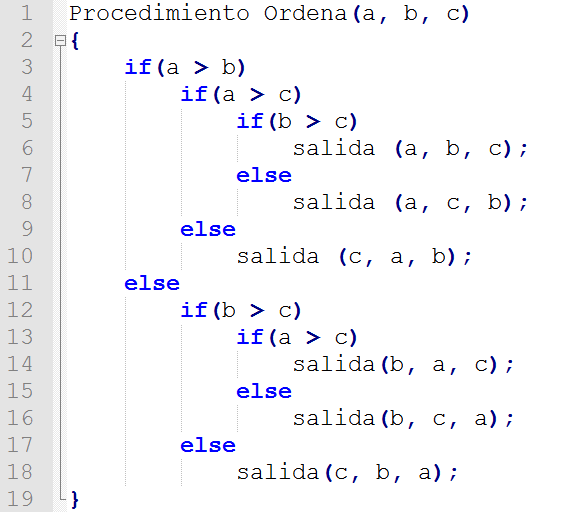 1 Procedimiento Ordena(a, b, c)
2 {
3 if(a > b)
4 if(a > c)
5 if(b > c)
6 salida (a, b, c);
7 else
8 salida (a, c, b);
9 else
10 salida (c, a, b);
11 else
12 if(b > c)
13 if(a > c)
14 salida(b, a, c);
15 else
16 salida(b, c, a);
17 else
18 salida(c, b, a);
19 }